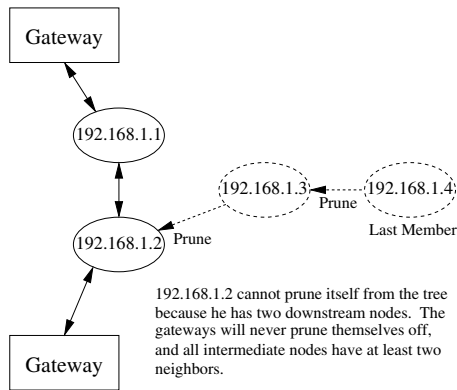 Gateway
192.168.1.1
192.168.1.3
192.168.1.4
Prune
Last Member
Prune
192.168.1.2
192.168.1.2 cannot prune itself from the tree
because he has two downstream nodes. The
gateways will never prune themselves off,
and all intermediate nodes have at least two
neighbors.
Gateway